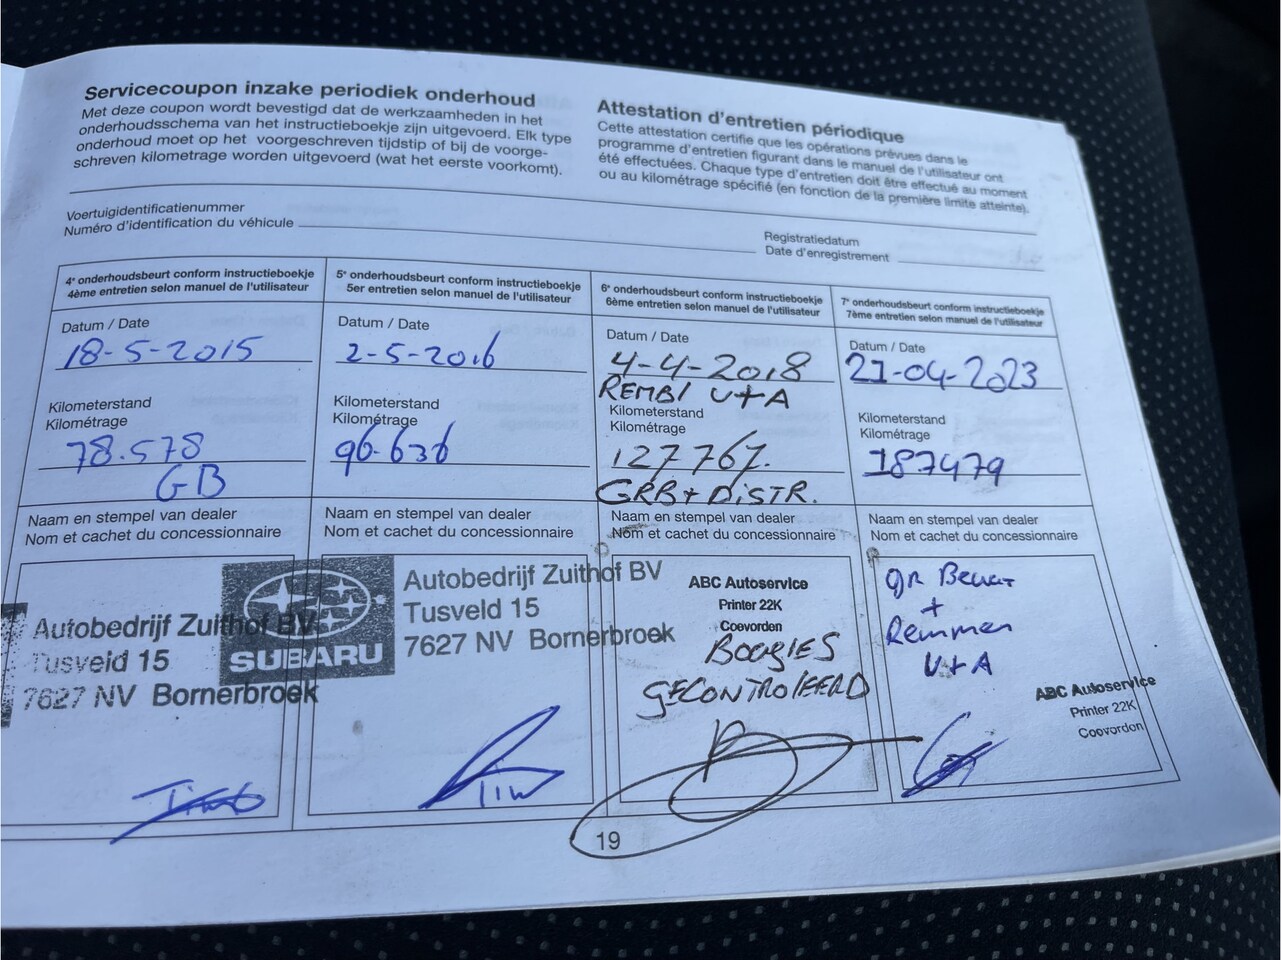 Servicecoupon inzake periodiek onderhoud
Met deze coupon wordt bevestigd dat de werkzaamheden in het
onderhoudsschema van het instructieboekje zijn uitgevoerd. Elk type
onderhoud moet op het voorgeschreven tijdstip of bij de voorge-
schreven kilometrage worden uitgevoerd (wat het eerste voorkomt).
Attestation d'entretien périodique
Cette attestation certifie que les opérations prévues dans le
programme d'entretien figurant dans le manuel de l'utilisateur ont
été effectuées. Chaque type d'entretien doit être effectué au moment
ou au kilométrage spécifié (en fonction de la première limite atteinte).
Voertuigidentificatienummer
Numéro d'identification du véhicule
Registratiedatum
Date d'enregistrement
4e onderhoudsbeurt conform instructieboekje
4ème entretien selon manuel de l'utilisateur
Datum / Date
18-5-2015
Kilometerstand
Kilométrage
78.578
GB
Naam en stempel van dealer
Nom et cachet du concessionnaire
Autobedrijf Zuithof BV
Tusveld 15
7627 NV Bornerbroek
5e onderhoudsbeurt conform instructieboekje
5er entretien selon manuel de l'utilisateur
Datum / Date
2-5-2016
Kilometerstand
Kilométrage
96.636
Naam en stempel van dealer
Nom et cachet du concessionnaire
SUBARU
Autobedrijf Zuithof BV
Tusveld 15
7627 NV Bornerbroek
Tim
6e onderhoudsbeurt conform instructieboekje
6ème entretien selon manuel de l'utilisateur
Datum / Date
4-4-2018
REMBL V+A
Kilometerstand
Kilométrage
127767.
GRB+DISTR.
Naam en stempel van dealer
Nom et cachet du concessionnaire
ABC Autoservice
Printer 22K
Coevorden
BOOGIES
GECONTROLEERD
7e onderhoudsbeurt conform instructieboekje
7ème entretien selon manuel de l'utilisateur
Datum / Date
21-04-2023
Kilometerstand
Kilométrage
187479
Naam en stempel van dealer
Nom et cachet du concessionnaire
gr Beurt
+
Remmen
V+A
ABC Autoservice
Printer 22K
Coevorden
19